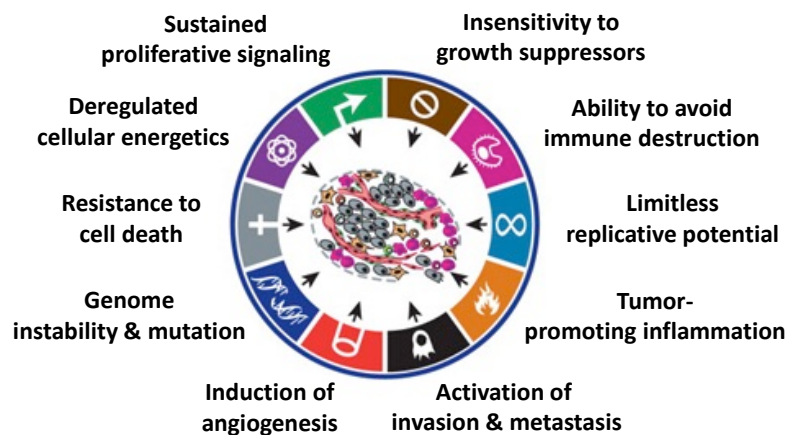 Sustained
proliferative signaling
Insensitivity to
growth suppressors
Deregulated
cellular energetics
Ability to avoid
immune destruction
Resistance to
cell death
Limitless
replicative potential
Genome
instability & mutation
Tumor-
promoting inflammation
Induction of
angiogenesis
Activation of
invasion & metastasis